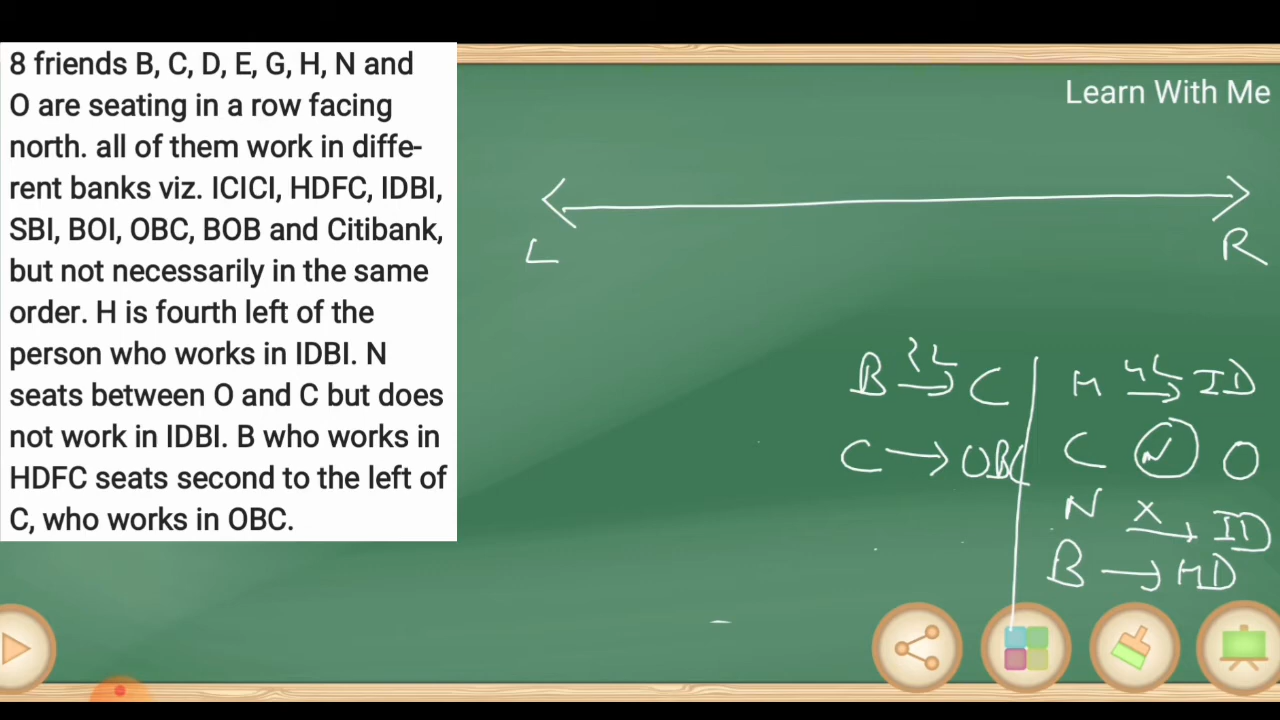 8 friends B, C, D, E, G, H, N and
O are seating in a row facing
north. all of them work in diffe-
rent banks viz. ICICI, HDFC, IDBI,
SBI, BOI, OBC, BOB and Citibank,
but not necessarily in the same
order. H is fourth left of the
person who works in IDBI. N
seats between O and C but does
not work in IDBI. B who works in
HDFC seats second to the left of
C, who works in OBC.
Learn With Me
L R
B 2L → C
C → OBC
H 4L → ID
C N O
N X → ID
B → HD